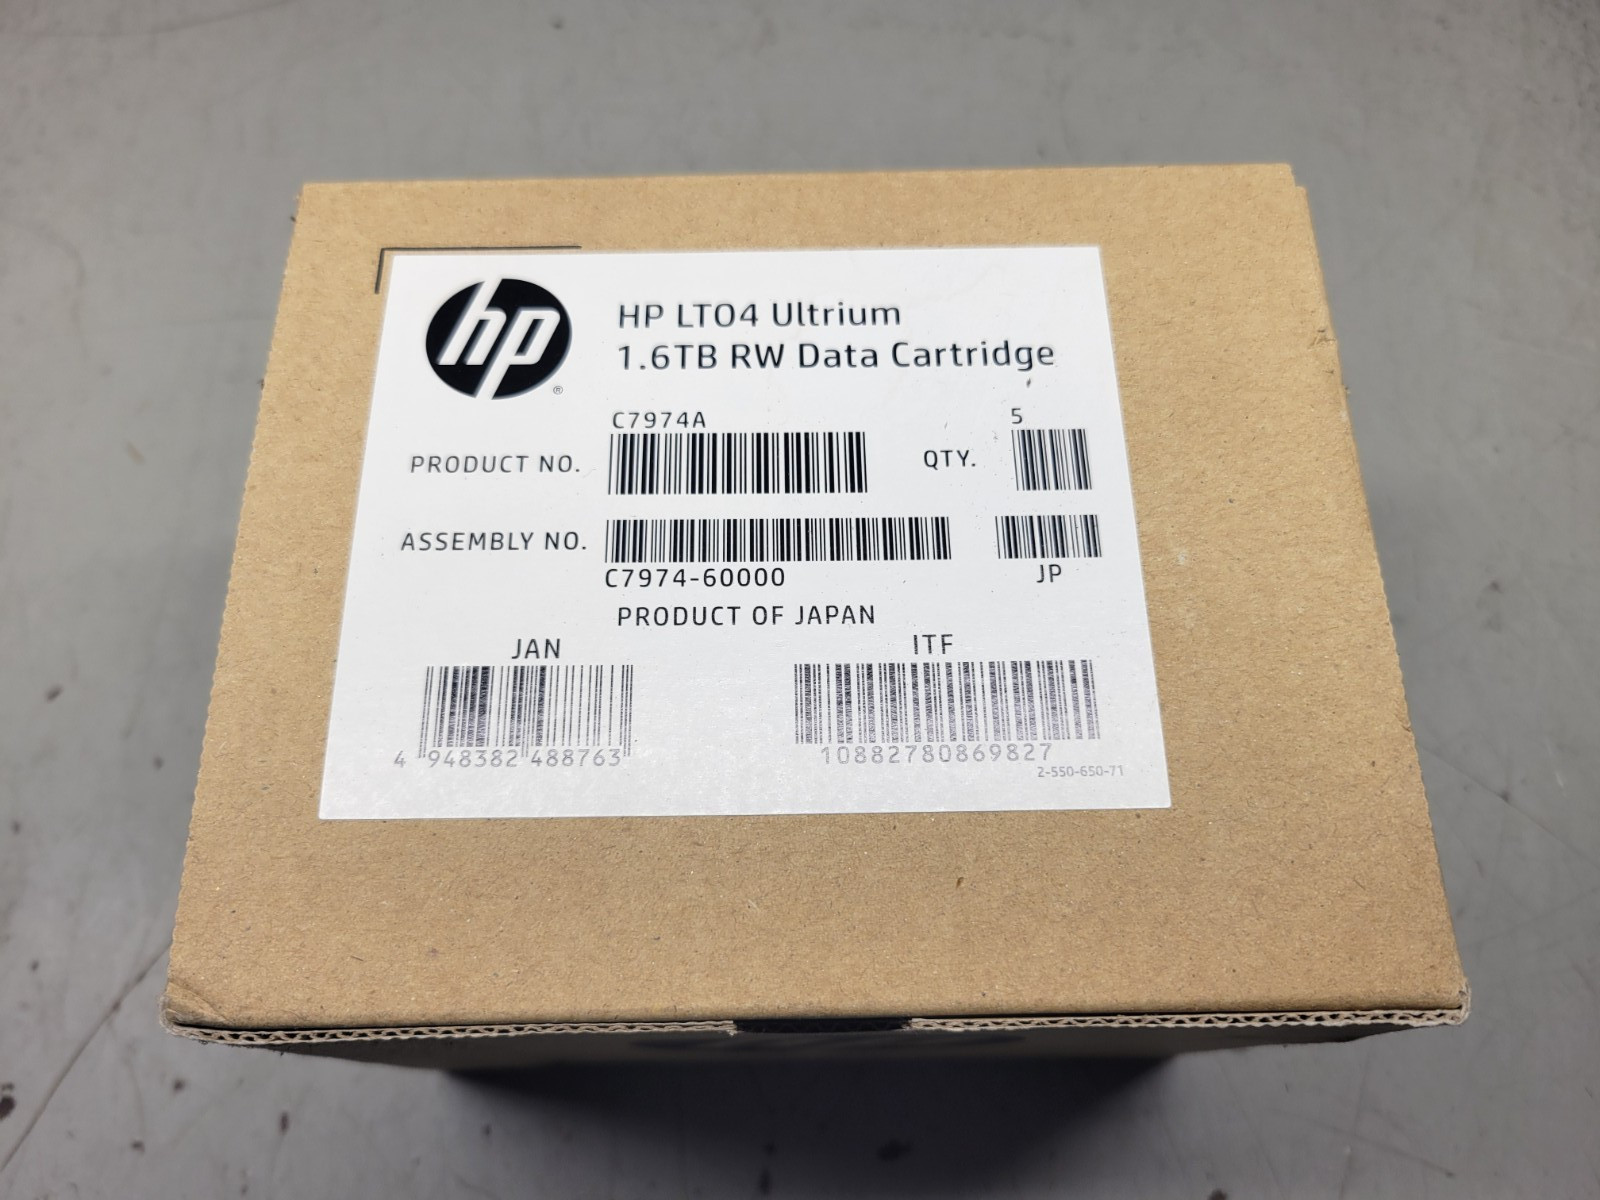 hp
®
HP LTO4 Ultrium
1.6TB RW Data Cartridge
C7974A
5
PRODUCT NO.
QTY.
ASSEMBLY NO.
C7974-60000
JP
PRODUCT OF JAPAN
JAN
ITF
4 948382 488763
10882780869827
2-550-650-71